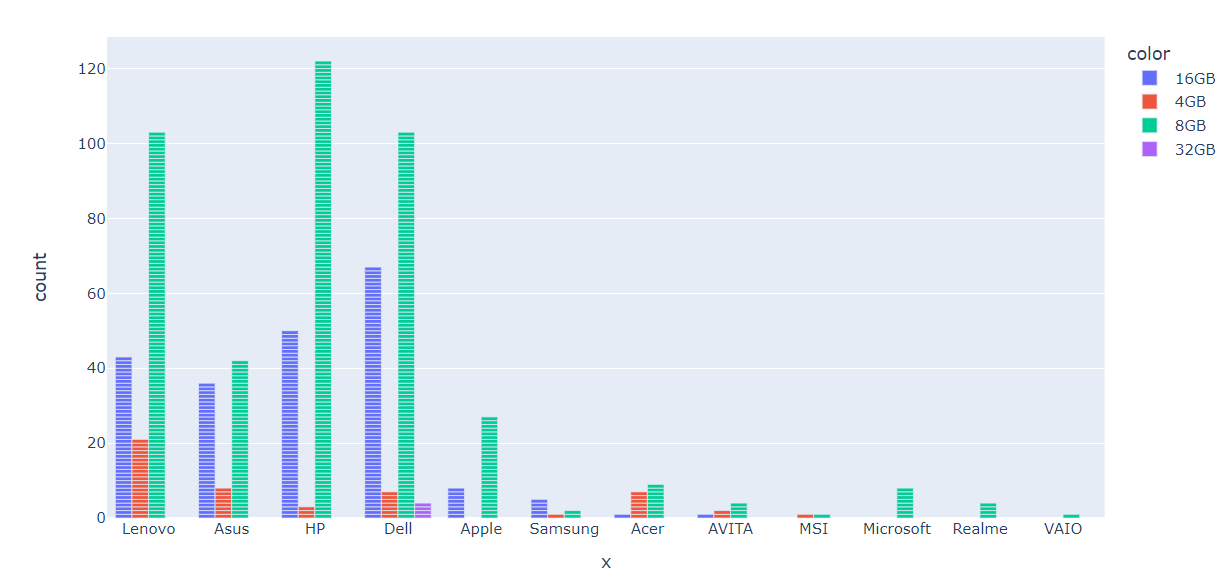 color
16GB
4GB
8GB
32GB
120
100
80
60
40
20
0
count
Lenovo Asus HP Dell Apple Samsung Acer AVITA MSI Microsoft Realme VAIO
x